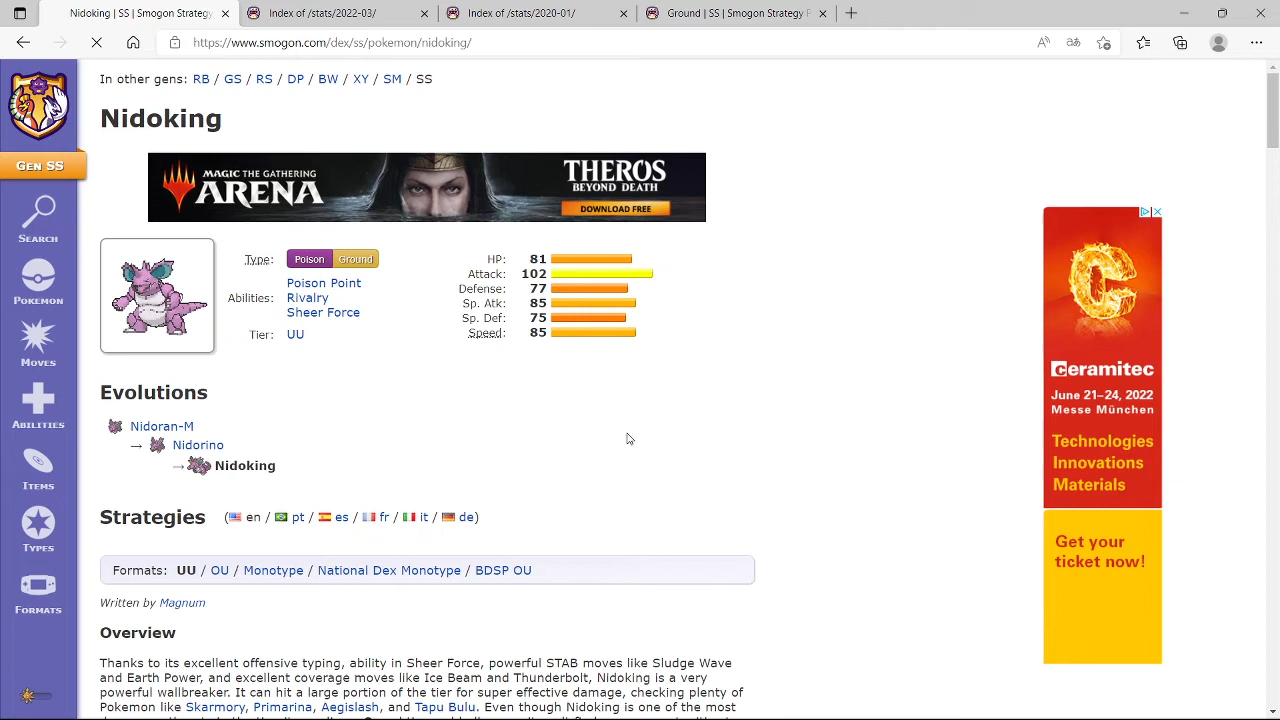 Nidoking | SS | Smogon Strategy
Index of /stats/2022-03/
Index of /stats/2020-01/
Ground | SS | Smogon Strategy P
https://www.smogon.com/dex/ss/pokemon/nidoking/
In other gens: RB / GS / RS / DP / BW / XY / SM / SS
Nidoking
MAGIC THE GATHERING
ARENA
THEROS
BEYOND DEATH
DOWNLOAD FREE
GEN SS
SEARCH
POKEMON
MOVES
ABILITIES
ITEMS
TYPES
FORMATS
Type: Poison Ground
Abilities: Poison Point
Rivalry
Sheer Force
Tier: UU
HP: 81
Attack: 102
Defense: 77
Sp. Atk: 85
Sp. Def: 75
Speed: 85
Evolutions
Nidoran-M
→ Nidorino
→ Nidoking
Strategies (en / pt / es / fr / it / de)
Formats: UU / OU / Monotype / National Dex Monotype / BDSP OU
Written by Magnum
Overview
Thanks to its excellent offensive typing, ability in Sheer Force, powerful STAB moves like Sludge Wave
and Earth Power, and excellent coverage moves like Ice Beam and Thunderbolt, Nidoking is a very
powerful wallbreaker. It can hit a large portion of the tier for super effective damage, checking plenty of
Pokemon like Skarmory, Primarina, Aegislash, and Tapu Bulu. Even though Nidoking is one of the most
ceramitec
June 21–24, 2022
Messe München
Technologies
Innovations
Materials
Get your
ticket now!